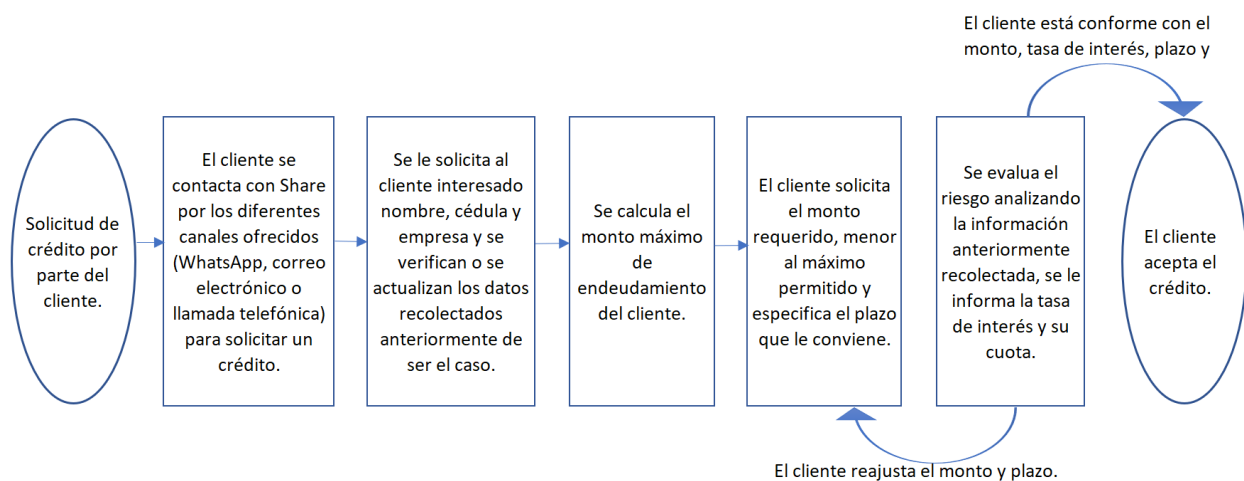 El cliente está conforme con el
monto, tasa de interés, plazo y
Solicitud de
crédito por
parte del
cliente.
El cliente se
contacta con Share
por los diferentes
canales ofrecidos
(WhatsApp, correo
electrónico o
llamada telefónica)
para solicitar un
crédito.
Se le solicita al
cliente interesado
nombre, cédula y
empresa y se
verifican o se
actualizan los datos
recolectados
anteriormente de
ser el caso.
Se calcula el
monto máximo
de
endeudamiento
del cliente.
El cliente solicita
el monto
requerido, menor
al máximo
permitido y
especifica el plazo
que le conviene.
Se evalua el
riesgo analizando
la información
anteriormente
recolectada, se le
informa la tasa
de interés y su
cuota.
El cliente
acepta el
crédito.
El cliente reajusta el monto y plazo.